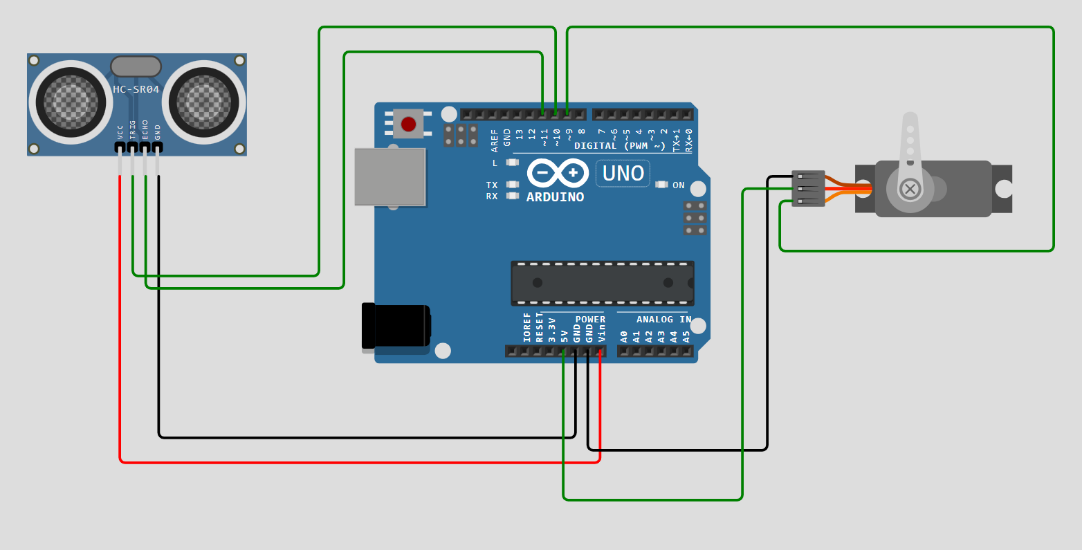 HC-SR04
VCC
TRIG
ECHO
GND
AREF
GND
13
12
~11
~10
~9
8
7
~6
~5
4
~3
2
TX→1
RX←0
DIGITAL (PWM ~)
L
TX
RX
ON
UNO
ARDUINO
IOREF
RESET
3.3V
5V
GND
GND
Vin
POWER
ANALOG IN
A0
A1
A2
A3
A4
A5